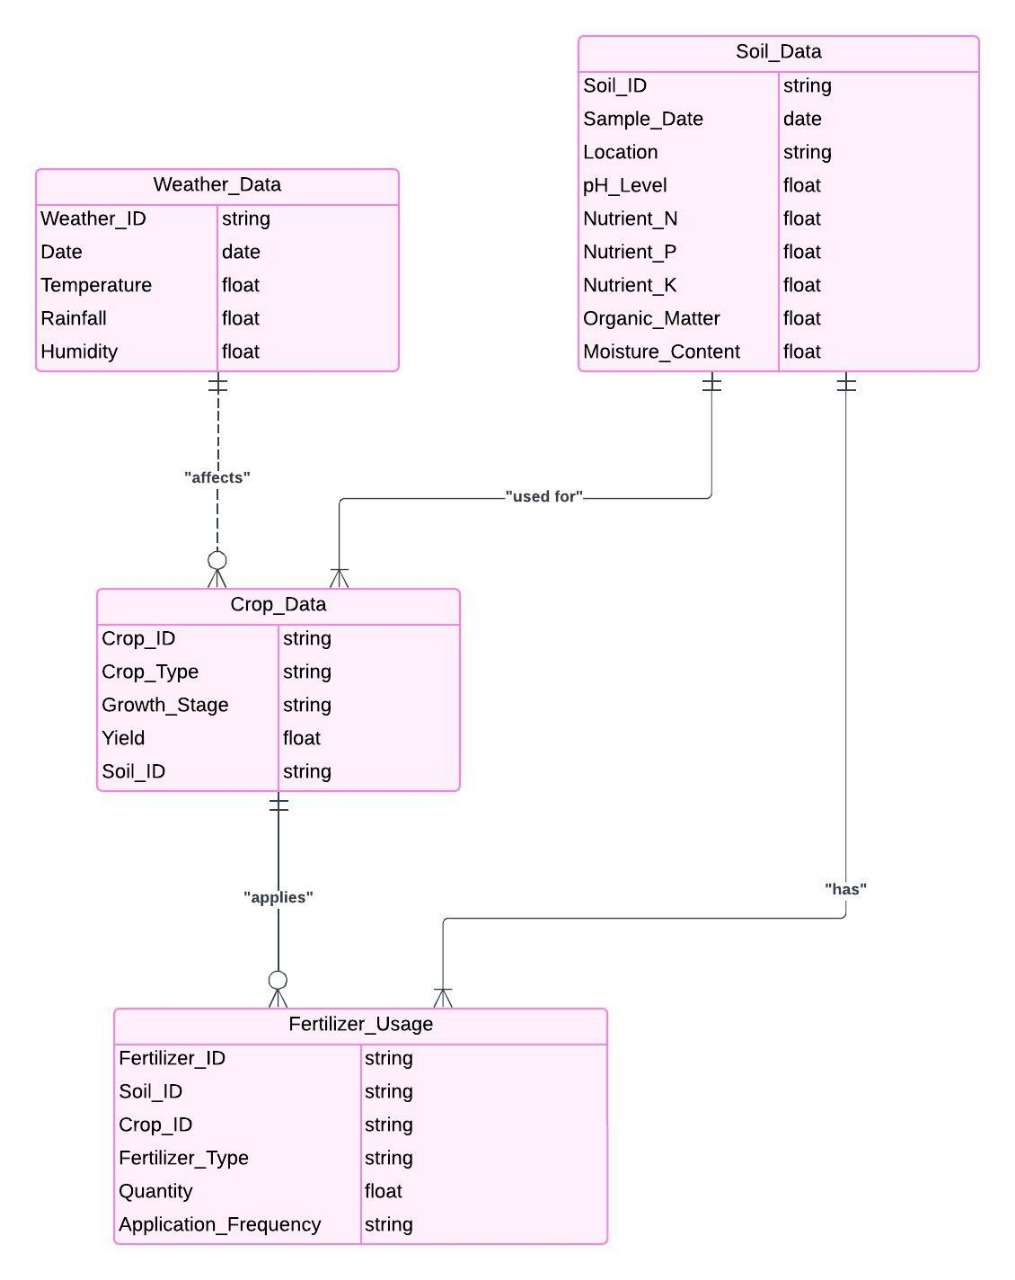 Soil_Data
Soil_ID string
Sample_Date date
Location string
pH_Level float
Nutrient_N float
Nutrient_P float
Nutrient_K float
Organic_Matter float
Moisture_Content float
Weather_Data
Weather_ID string
Date date
Temperature float
Rainfall float
Humidity float
"affects"
"used for"
Crop_Data
Crop_ID string
Crop_Type string
Growth_Stage string
Yield float
Soil_ID string
"applies"
"has"
Fertilizer_Usage
Fertilizer_ID string
Soil_ID string
Crop_ID string
Fertilizer_Type string
Quantity float
Application_Frequency string